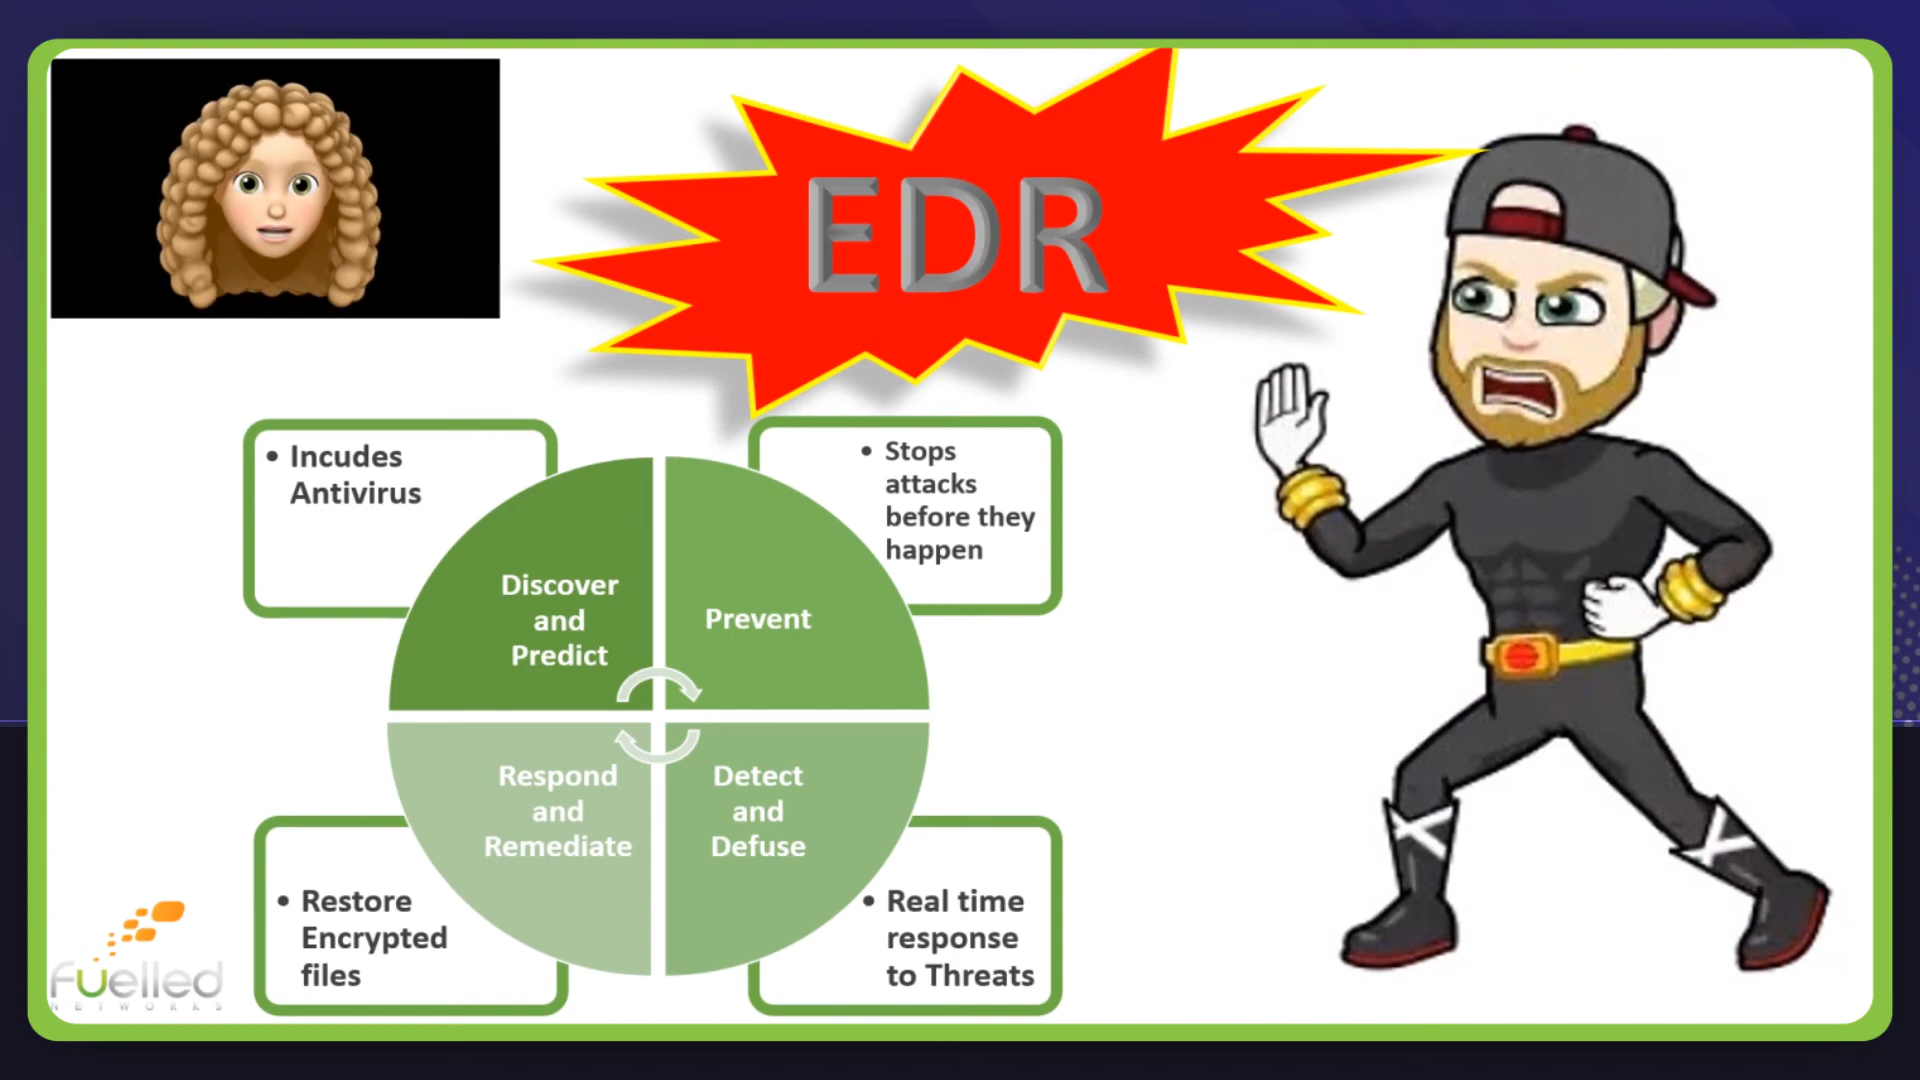 EDR
• Incudes
Antivirus
• Stops
attacks
before they
happen
Discover
and
Predict
Prevent
Respond
and
Remediate
Detect
and
Defuse
• Restore
Encrypted
files
• Real time
response
to Threats
fuelled
NETWORKS